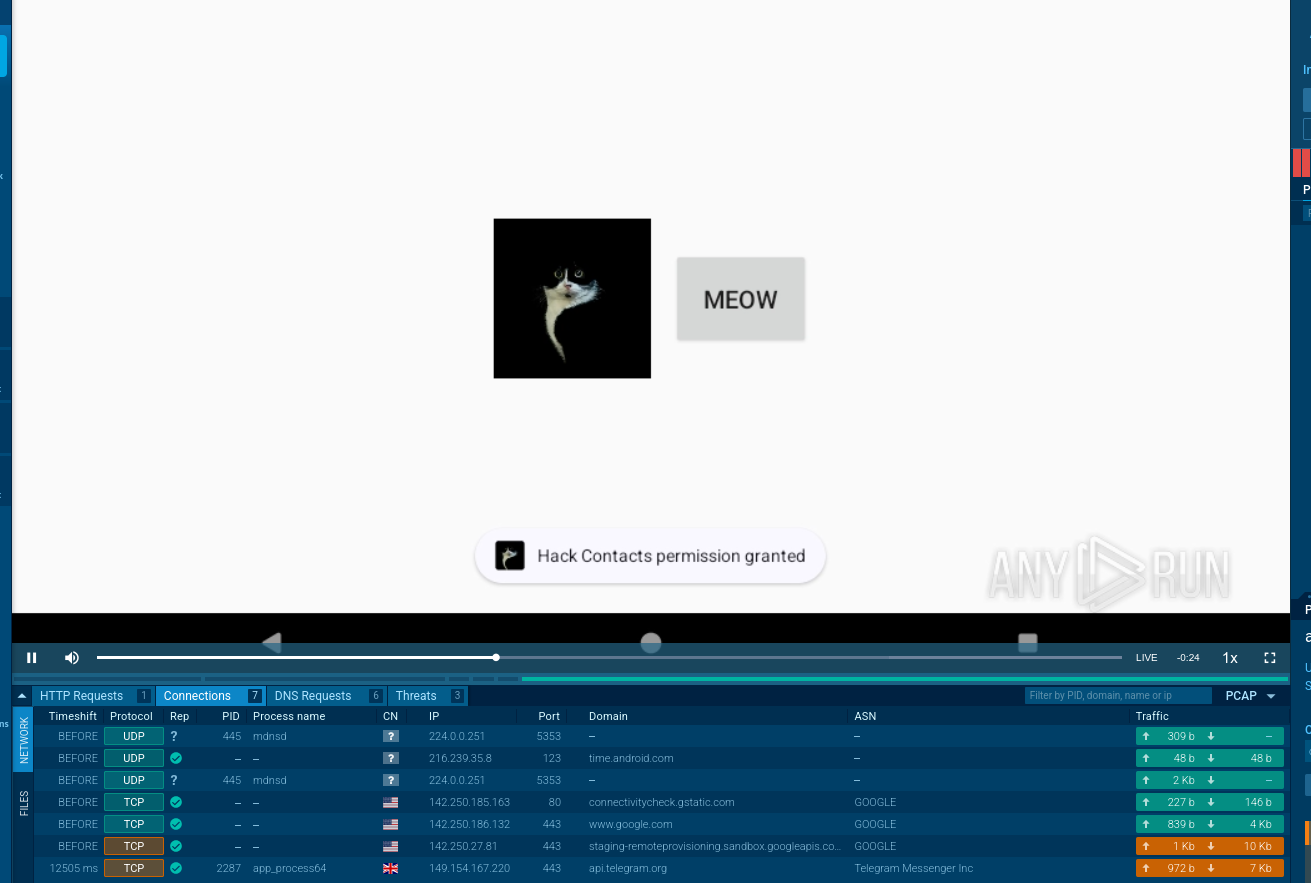 MEOW
Hack Contacts permission granted
ANY RUN
LIVE -0:24 1x
HTTP Requests 1 Connections 7 DNS Requests 6 Threats 3 Filter by PID, domain, name or ip PCAP
NETWORK
FILES
Timeshift Protocol Rep PID Process name CN IP Port Domain ASN Traffic
BEFORE UDP ? 445 mdnsd ? 224.0.0.251 5353 – – 309 b –
BEFORE UDP – – ? 216.239.35.8 123 time.android.com – 48 b 48 b
BEFORE UDP ? 445 mdnsd ? 224.0.0.251 5353 – – 2 Kb –
BEFORE TCP – – 142.250.185.163 80 connectivitycheck.gstatic.com GOOGLE 227 b 146 b
BEFORE TCP – – 142.250.186.132 443 www.google.com GOOGLE 839 b 4 Kb
BEFORE TCP – – 142.250.27.81 443 staging-remoteprovisioning.sandbox.googleapis.co... GOOGLE 1 Kb 10 Kb
12505 ms TCP 2287 app_process64 149.154.167.220 443 api.telegram.org Telegram Messenger Inc 972 b 7 Kb